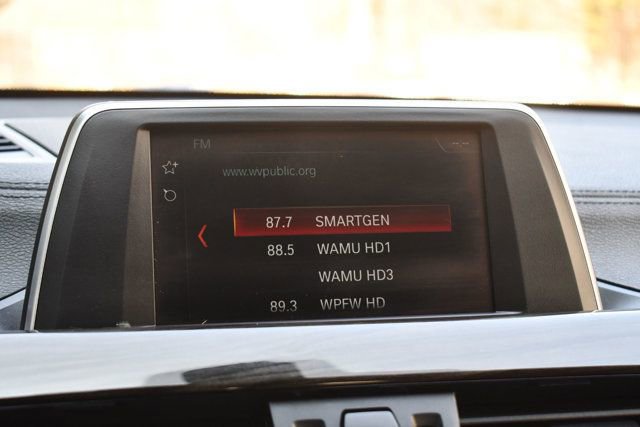 FM --:--
www.wvpublic.org
87.7 SMARTGEN
88.5 WAMU HD1
WAMU HD3
89.3 WPFW HD